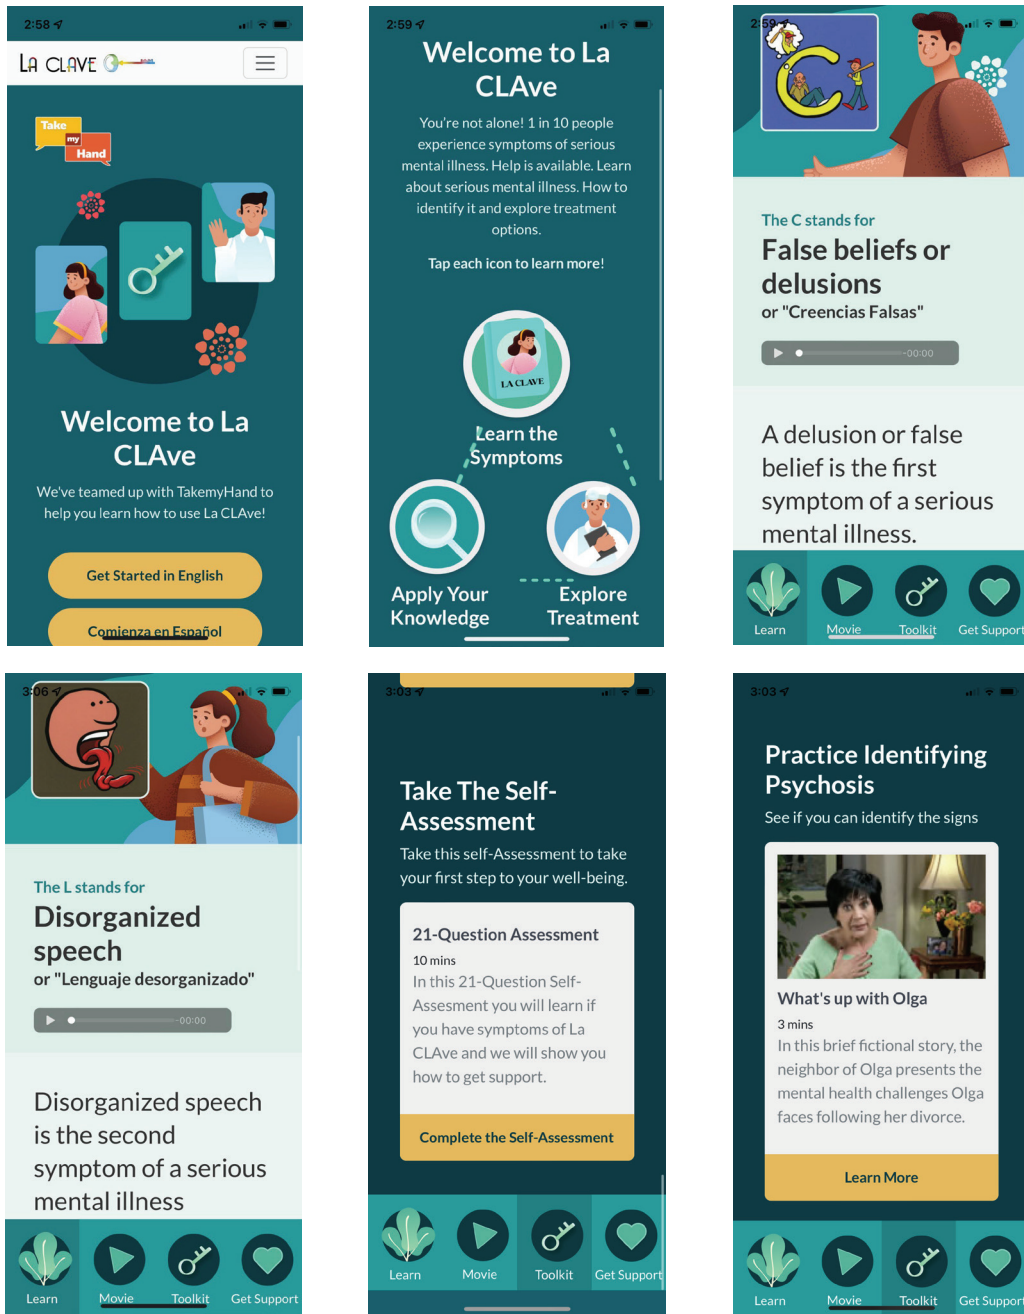 2:58
LA CLAVE
Take
my
Hand
Welcome to La
CLAve
We've teamed up with TakemyHand to
help you learn how to use La CLAve!
Get Started in English
Comienza en Español
2:59
Welcome to La
CLAve
You're not alone! 1 in 10 people
experience symptoms of serious
mental illness. Help is available. Learn
about serious mental illness. How to
identify it and explore treatment
options.
Tap each icon to learn more!
LA CLAVE
Learn the
Symptoms
Apply Your
Knowledge
Explore
Treatment
2:59
C
The C stands for
False beliefs or
delusions
or "Creencias Falsas"
-00:00
A delusion or false
belief is the first
symptom of a serious
mental illness.
Learn
Movie
Toolkit
Get Support
3:06
The L stands for
Disorganized
speech
or "Lenguaje desorganizado"
-00:00
Disorganized speech
is the second
symptom of a serious
mental illness
Learn
Movie
Toolkit
Get Support
3:03
Take The Self-
Assessment
Take this self-Assessment to take
your first step to your well-being.
21-Question Assessment
10 mins
In this 21-Question Self-
Assesment you will learn if
you have symptoms of La
CLAve and we will show you
how to get support.
Complete the Self-Assessment
Learn
Movie
Toolkit
Get Support
3:03
Practice Identifying
Psychosis
See if you can identify the signs
What's up with Olga
3 mins
In this brief fictional story, the
neighbor of Olga presents the
mental health challenges Olga
faces following her divorce.
Learn More
Learn
Movie
Toolkit
Get Support